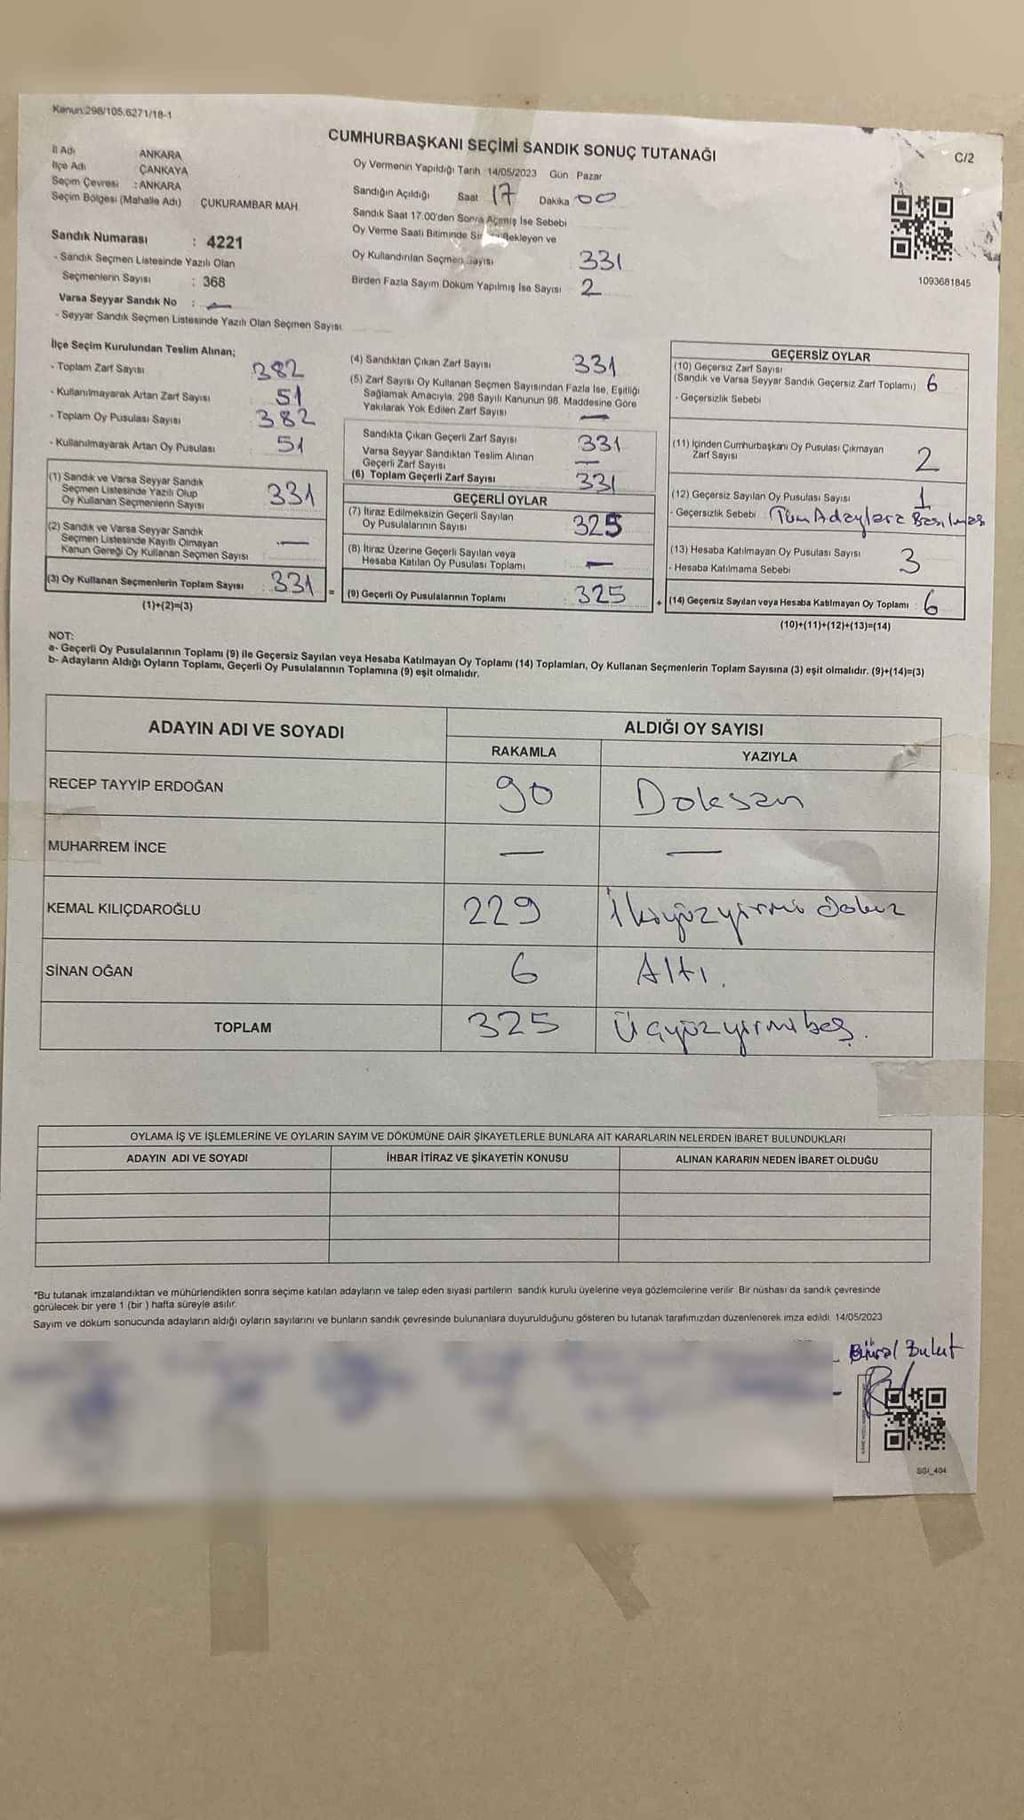 Kanun:298/105,6271/18-1
CUMHURBAŞKANI SEÇİMİ SANDIK SONUÇ TUTANAĞI
C/2
İl Adı ANKARA
İlçe Adı ÇANKAYA
Seçim Çevresi : ANKARA
Seçim Bölgesi (Mahalle Adı) ÇUKURAMBAR MAH.
Oy Vermenin Yapıldığı Tarih : 14/05/2023 Gün Pazar
Sandığın Açıldığı Saat 17 Dakika 00
Sandık Saat 17.00'den Sonra Açılmış İse Sebebi
Oy Verme Saati Bitiminde Bekleyen ve
Oy Kullandırılan Seçmen Sayısı 331
Birden Fazla Sayım Döküm Yapılmış İse Sayısı 2
1093681845
Sandık Numarası : 4221
- Sandık Seçmen Listesinde Yazılı Olan
Seçmenlerin Sayısı : 368
Varsa Seyyar Sandık No : —
- Seyyar Sandık Seçmen Listesinde Yazılı Olan Seçmen Sayısı
İlçe Seçim Kurulundan Teslim Alınan;
- Toplam Zarf Sayısı 382
- Kullanılmayarak Artan Zarf Sayısı 51
- Toplam Oy Pusulası Sayısı 382
- Kullanılmayarak Artan Oy Pusulası 51
(1) Sandık ve Varsa Seyyar Sandık
Seçmen Listesinde Yazılı Olup
Oy Kullanan Seçmenlerin Sayısı 331
(2) Sandık ve Varsa Seyyar Sandık
Seçmen Listesinde Kayıtlı Olmayan
Kanun Gereği Oy Kullanan Seçmen Sayısı —
(3) Oy Kullanan Seçmenlerin Toplam Sayısı 331 =
(1)+(2)=(3)
(4) Sandıktan Çıkan Zarf Sayısı 331
(5) Zarf Sayısı Oy Kullanan Seçmen Sayısından Fazla İse, Eşitliği
Sağlamak Amacıyla, 298 Sayılı Kanunun 98. Maddesine Göre
Yakılarak Yok Edilen Zarf Sayısı —
Sandıkta Çıkan Geçerli Zarf Sayısı 331
Varsa Seyyar Sandıktan Teslim Alınan
Geçerli Zarf Sayısı —
(6) Toplam Geçerli Zarf Sayısı 331
GEÇERLİ OYLAR
(7) İtiraz Edilmeksizin Geçerli Sayılan
Oy Pusulalarının Sayısı 325
(8) İtiraz Üzerine Geçerli Sayılan veya
Hesaba Katılan Oy Pusulası Toplamı —
(9) Geçerli Oy Pusulalarının Toplamı 325 +
GEÇERSİZ OYLAR
(10) Geçersiz Zarf Sayısı
(Sandık ve Varsa Seyyar Sandık Geçersiz Zarf Toplamı) 6
- Geçersizlik Sebebi
(11) İçinden Cumhurbaşkanı Oy Pusulası Çıkmayan
Zarf Sayısı 2
(12) Geçersiz Sayılan Oy Pusulası Sayısı 1
- Geçersizlik Sebebi Tüm Adaylara Basılması
(13) Hesaba Katılmayan Oy Pusulası Sayısı 3
- Hesaba Katılmama Sebebi
(14) Geçersiz Sayılan veya Hesaba Katılmayan Oy Toplamı : 6
(10)+(11)+(12)+(13)=(14)
NOT:
a- Geçerli Oy Pusulalarının Toplamı (9) ile Geçersiz Sayılan veya Hesaba Katılmayan Oy Toplamı (14) Toplamları, Oy Kullanan Seçmenlerin Toplam Sayısına (3) eşit olmalıdır. (9)+(14)=(3)
b- Adayların Aldığı Oyların Toplamı, Geçerli Oy Pusulalarının Toplamına (9) eşit olmalıdır.
ADAYIN ADI VE SOYADI ALDIĞI OY SAYISI
RAKAMLA YAZIYLA
RECEP TAYYİP ERDOĞAN 90 Doksan
MUHARREM İNCE — —
KEMAL KILIÇDAROĞLU 229 İkiyüzyirmi dokuz
SİNAN OĞAN 6 Altı.
TOPLAM 325 Üçyüzyirmibeş.
OYLAMA İŞ VE İŞLEMLERİNE VE OYLARIN SAYIM VE DÖKÜMÜNE DAİR ŞİKAYETLERLE BUNLARA AİT KARARLARIN NELERDEN İBARET BULUNDUKLARI
ADAYIN ADI VE SOYADI İHBAR İTİRAZ VE ŞİKAYETİN KONUSU ALINAN KARARIN NEDEN İBARET OLDUĞU
*Bu tutanak imzalandıktan ve mühürlendikten sonra seçime katılan adayların ve talep eden siyasi partilerin sandık kurulu üyelerine veya gözlemcilerine verilir. Bir nüshası da sandık çevresinde
görülecek bir yere 1 (bir ) hafta süreyle asılır.
Sayım ve döküm sonucunda adayların aldığı oyların sayılarını ve bunların sandık çevresinde bulunanlara duyurulduğunu gösteren bu tutanak tarafımızdan düzenlenerek imza edildi. 14/05/2023
Bulut
SGI_404